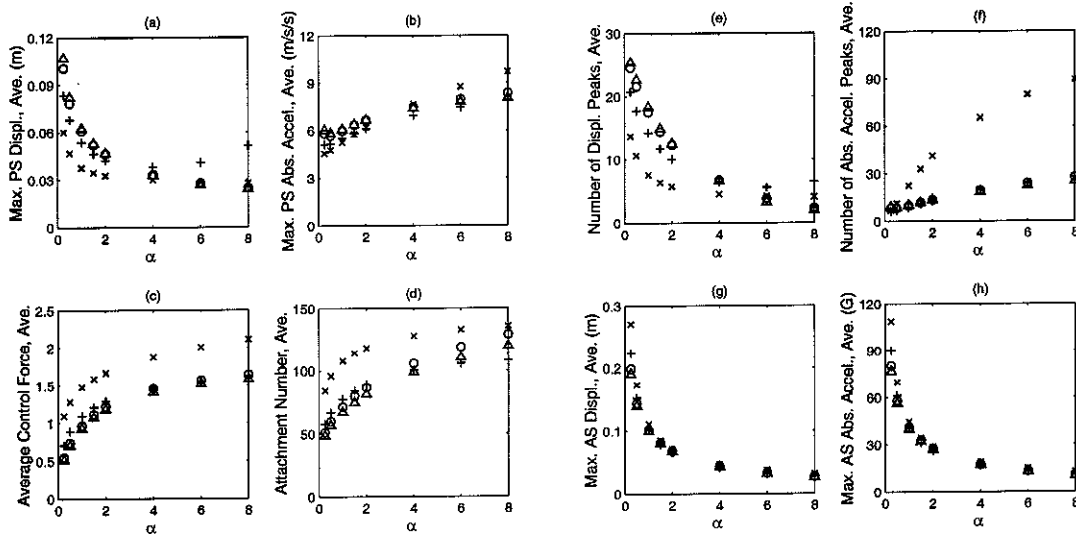 (a)
Max. PS Displ., Ave. (m)
0.12
0.09
0.06
0.03
0
0 2 4 6 8
α
(b)
Max. PS Abs. Accel., Ave. (m/s/s)
12
10
8
6
4
2
0
0 2 4 6 8
α
(e)
Number of Displ. Peaks, Ave.
30
20
10
0
0 2 4 6 8
α
(f)
Number of Abs. Accel. Peaks, Ave.
120
90
60
30
0
0 2 4 6 8
α
(c)
Average Control Force, Ave.
2.5
2
1.5
1
0.5
0
0 2 4 6 8
α
(d)
Attachment Number, Ave.
150
100
50
0
0 2 4 6 8
α
(g)
Max. AS Displ., Ave. (m)
0.3
0.2
0.1
0
0 2 4 6 8
α
(h)
Max. AS Abs. Accel., Ave. (G)
120
90
60
30
0
0 2 4 6 8
α